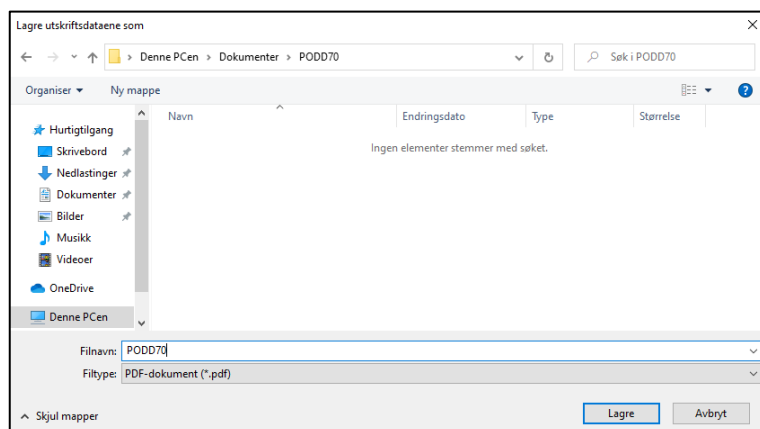 Lagre utskriftsdataene som
Denne PCen > Dokumenter > PODD70
Søk i PODD70
Organiser
Ny mappe
Navn
Endringsdato
Type
Størrelse
Ingen elementer stemmer med søket.
Hurtigtilgang
Skrivebord
Nedlastinger
Dokumenter
Bilder
Musikk
Videoer
OneDrive
Denne PCen
Filnavn: PODD70
Filtype: PDF-dokument (*.pdf)
Skjul mapper
Lagre
Avbryt